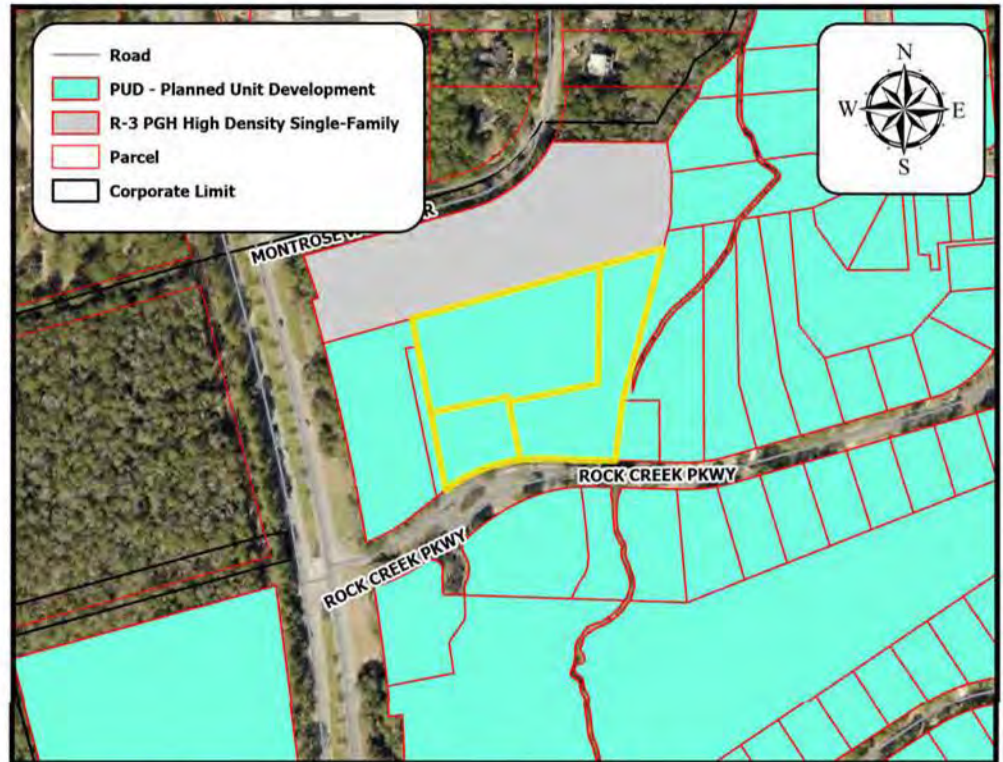 Road
PUD - Planned Unit Development
R-3 PGH High Density Single-Family
Parcel
Corporate Limit
N
W
E
S
MONTROSE
R
ROCK CREEK PKWY
ROCK CREEK PKWY